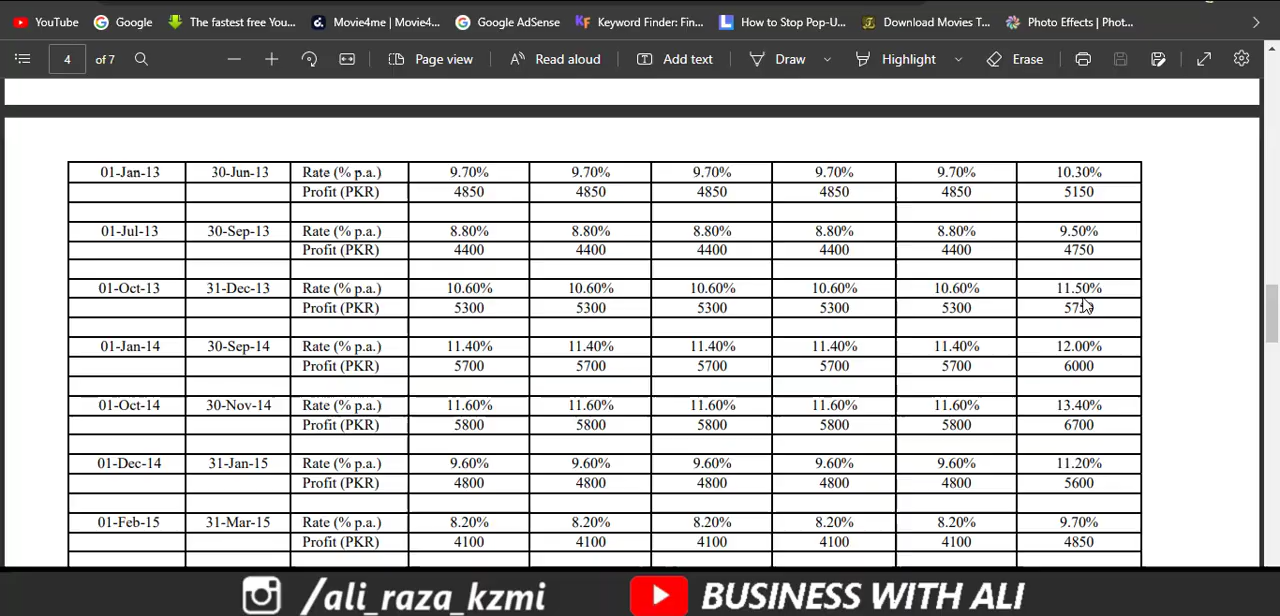 YouTube Google The fastest free You... Movie4me | Movie4... Google AdSense Keyword Finder: Fin... How to Stop Pop-U... Download Movies T... Photo Effects | Phot...
4 of 7 Page view Read aloud Add text Draw Highlight Erase
01-Jan-13 30-Jun-13 Rate (% p.a.) 9.70% 9.70% 9.70% 9.70% 9.70% 10.30%
Profit (PKR) 4850 4850 4850 4850 4850 5150
01-Jul-13 30-Sep-13 Rate (% p.a.) 8.80% 8.80% 8.80% 8.80% 8.80% 9.50%
Profit (PKR) 4400 4400 4400 4400 4400 4750
01-Oct-13 31-Dec-13 Rate (% p.a.) 10.60% 10.60% 10.60% 10.60% 10.60% 11.50%
Profit (PKR) 5300 5300 5300 5300 5300 5750
01-Jan-14 30-Sep-14 Rate (% p.a.) 11.40% 11.40% 11.40% 11.40% 11.40% 12.00%
Profit (PKR) 5700 5700 5700 5700 5700 6000
01-Oct-14 30-Nov-14 Rate (% p.a.) 11.60% 11.60% 11.60% 11.60% 11.60% 13.40%
Profit (PKR) 5800 5800 5800 5800 5800 6700
01-Dec-14 31-Jan-15 Rate (% p.a.) 9.60% 9.60% 9.60% 9.60% 9.60% 11.20%
Profit (PKR) 4800 4800 4800 4800 4800 5600
01-Feb-15 31-Mar-15 Rate (% p.a.) 8.20% 8.20% 8.20% 8.20% 8.20% 9.70%
Profit (PKR) 4100 4100 4100 4100 4100 4850
/ali_raza_kzmi BUSINESS WITH ALI